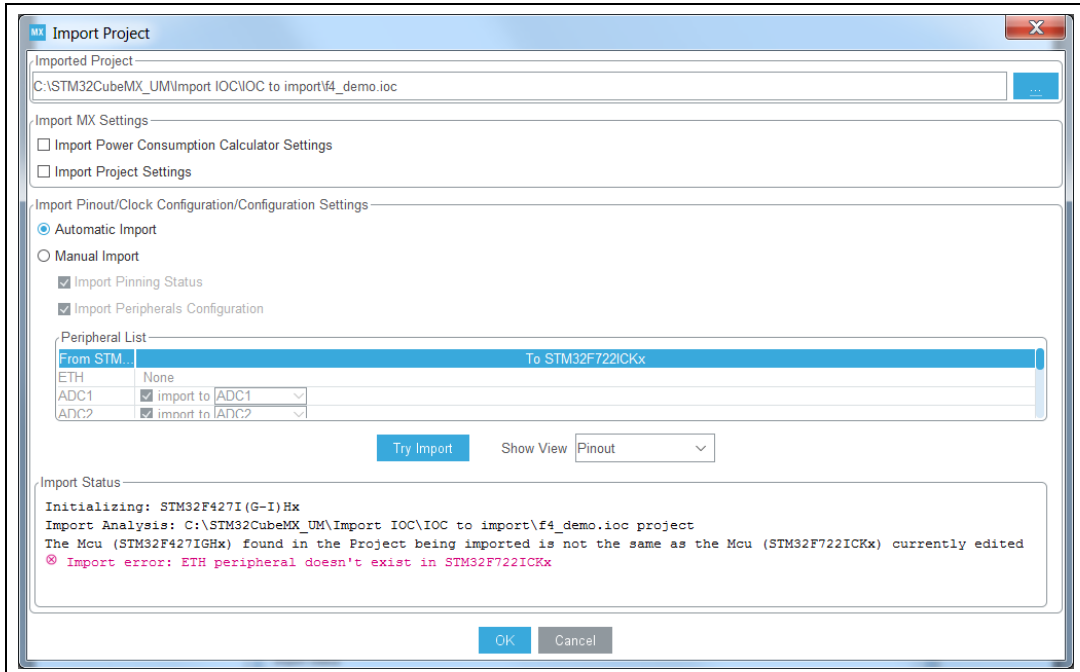 MX Import Project
X
Imported Project
C:\STM32CubeMX_UM\Import IOC\IOC to import\f4_demo.ioc
...
Import MX Settings
Import Power Consumption Calculator Settings
Import Project Settings
Import Pinout/Clock Configuration/Configuration Settings
Automatic Import
Manual Import
Import Pinning Status
Import Peripherals Configuration
Peripheral List
From STM... To STM32F722ICKx
ETH None
ADC1 import to ADC1
ADC2 import to ADC2
Try Import Show View Pinout
Import Status
Initializing: STM32F427I(G-I)Hx
Import Analysis: C:\STM32CubeMX_UM\Import IOC\IOC to import\f4_demo.ioc project
The Mcu (STM32F427IGHx) found in the Project being imported is not the same as the Mcu (STM32F722ICKx) currently edited
Import error: ETH peripheral doesn't exist in STM32F722ICKx
OK Cancel